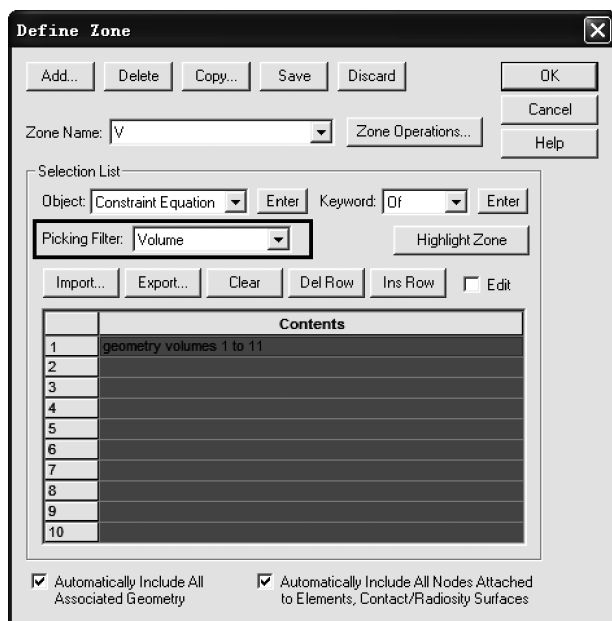 Define Zone
Add... Delete Copy... Save Discard OK
Cancel
Zone Name: V Zone Operations... Help
Selection List
Object: Constraint Equation Enter Keyword: Of Enter
Picking Filter: Volume Highlight Zone
Import... Export... Clear Del Row Ins Row Edit
Contents
1 geometry volumes 1 to 11
2
3
4
5
6
7
8
9
10
Automatically Include All Associated Geometry
Automatically Include All Nodes Attached to Elements, Contact/Radiosity Surfaces